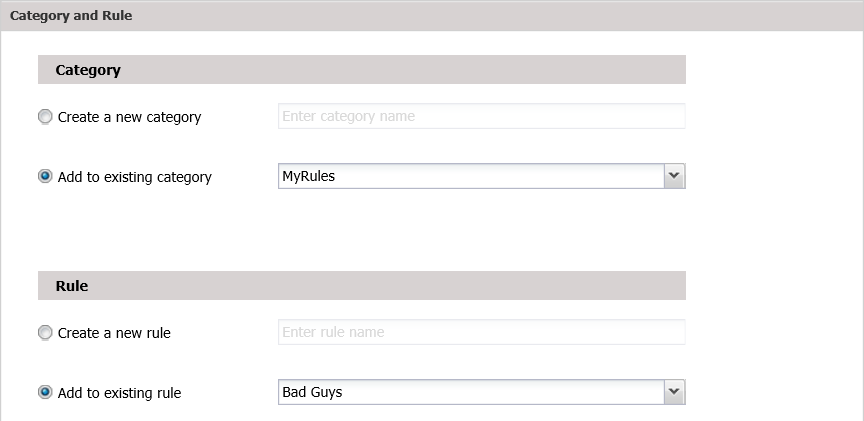 Category and Rule
Category
Create a new category
Enter category name
Add to existing category
MyRules
Rule
Create a new rule
Enter rule name
Add to existing rule
Bad Guys